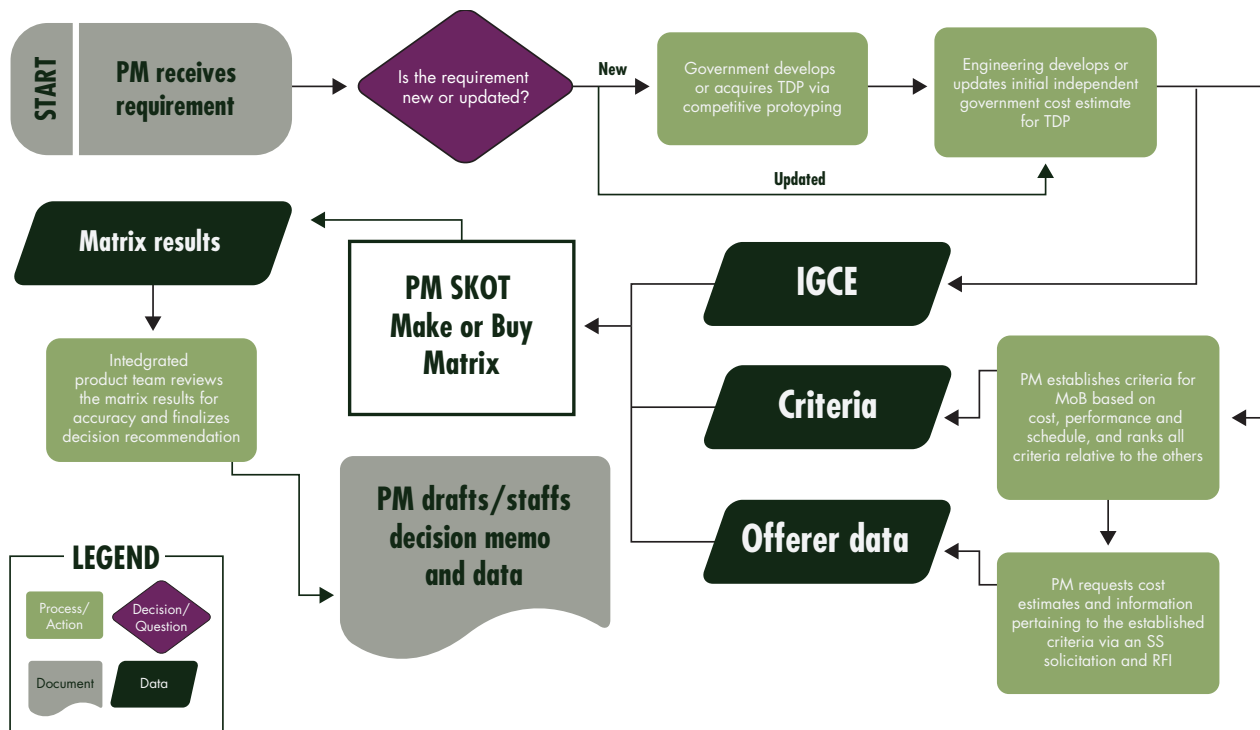 START
PM receives
requirement
Is the requirement
new or updated?
New
Updated
Government develops
or acquires TDP via
competitive protoyping
Engineering develops or
updates initial independent
government cost estimate
for TDP
IGCE
PM establishes criteria for
MoB based on
cost, performance and
schedule, and ranks all
criteria relative to the others
Criteria
PM requests cost
estimates and information
pertaining to the established
criteria via an SS
solicitation and RFI
Offerer data
PM SKOT
Make or Buy
Matrix
Matrix results
Intedgrated
product team reviews
the matrix results for
accuracy and finalizes
decision recommendation
PM drafts/staffs
decision memo
and data
LEGEND
Process/
Action
Decision/
Question
Document
Data